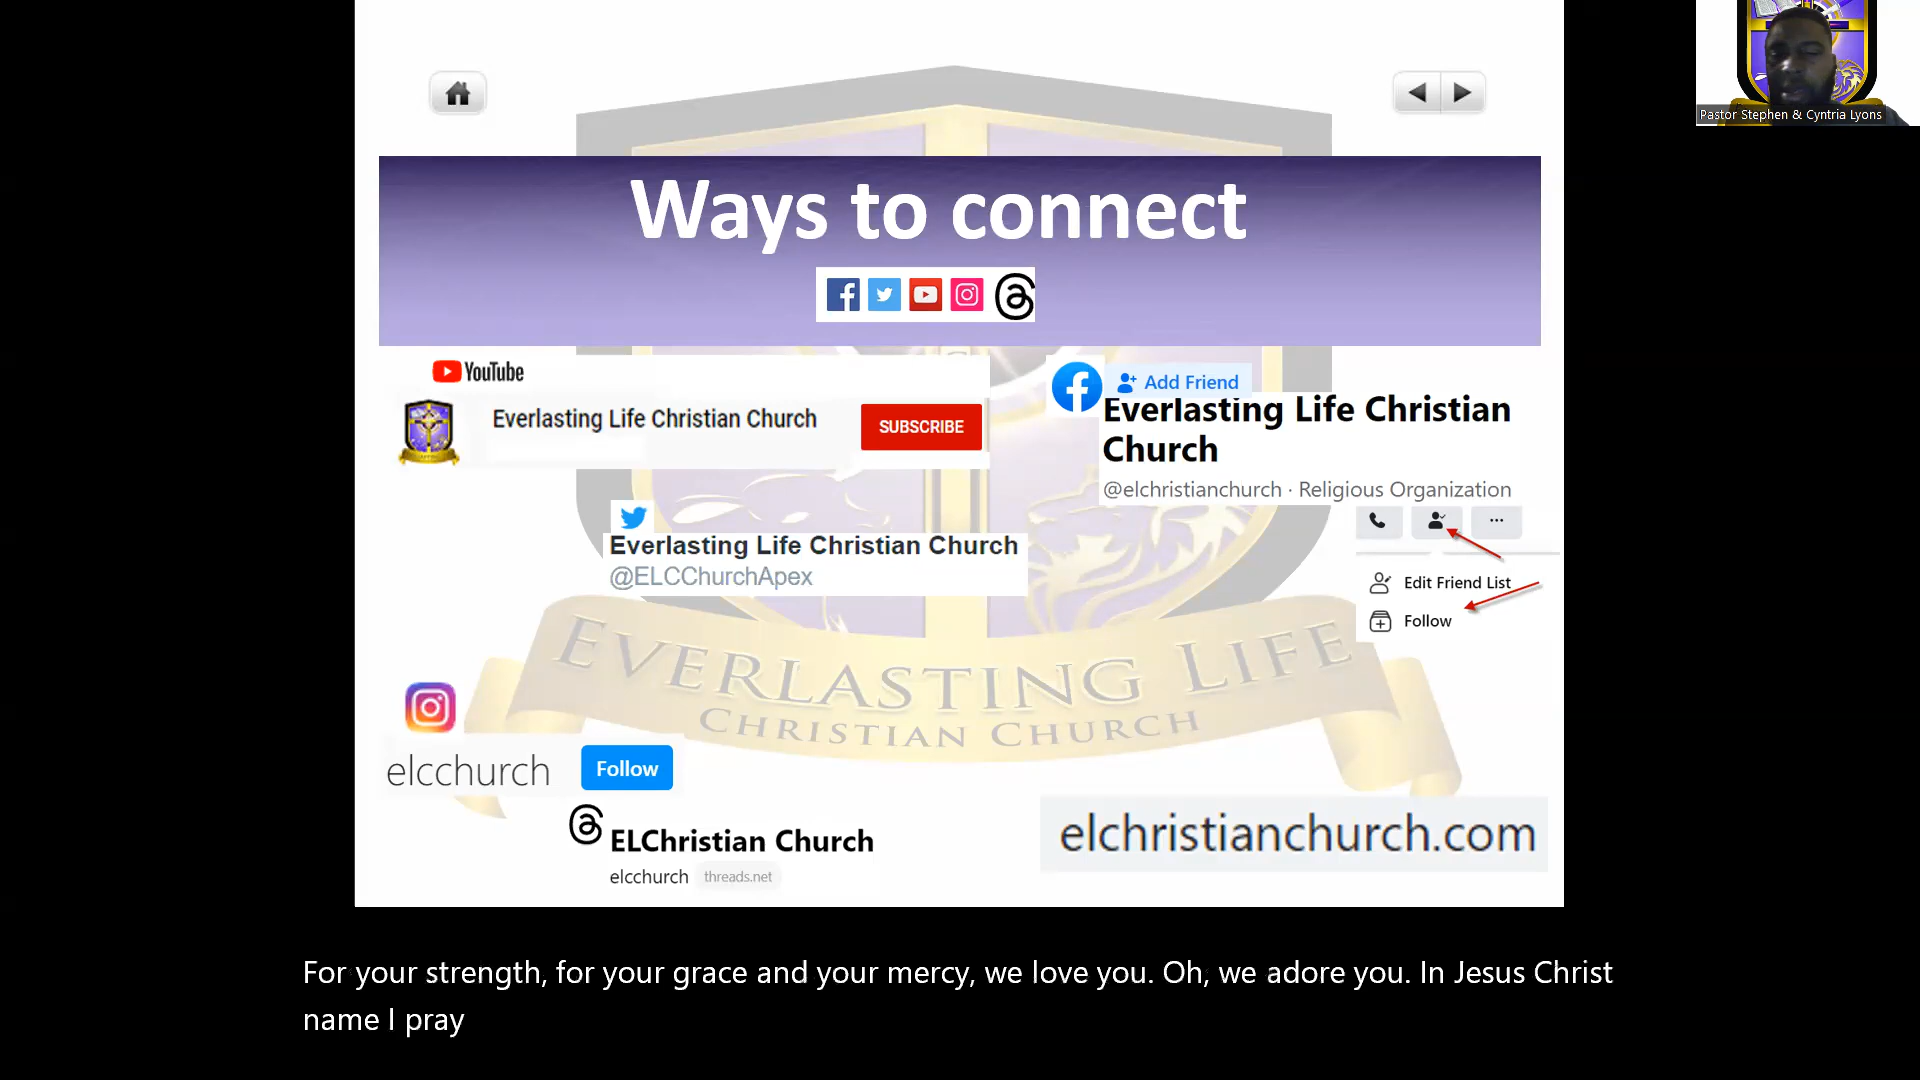 Pastor Stephen & Cyntria Lyons
Ways to connect
YouTube
Everlasting Life Christian Church
SUBSCRIBE
Add Friend
Everlasting Life Christian
Church
@elchristianchurch · Religious Organization
Everlasting Life Christian Church
@ELCChurchApex
Edit Friend List
Follow
EVERLASTING LIFE
CHRISTIAN CHURCH
elcchurch
Follow
ELChristian Church
elcchurch threads.net
elchristianchurch.com
For your strength, for your grace and your mercy, we love you. Oh, we adore you. In Jesus Christ
name I pray